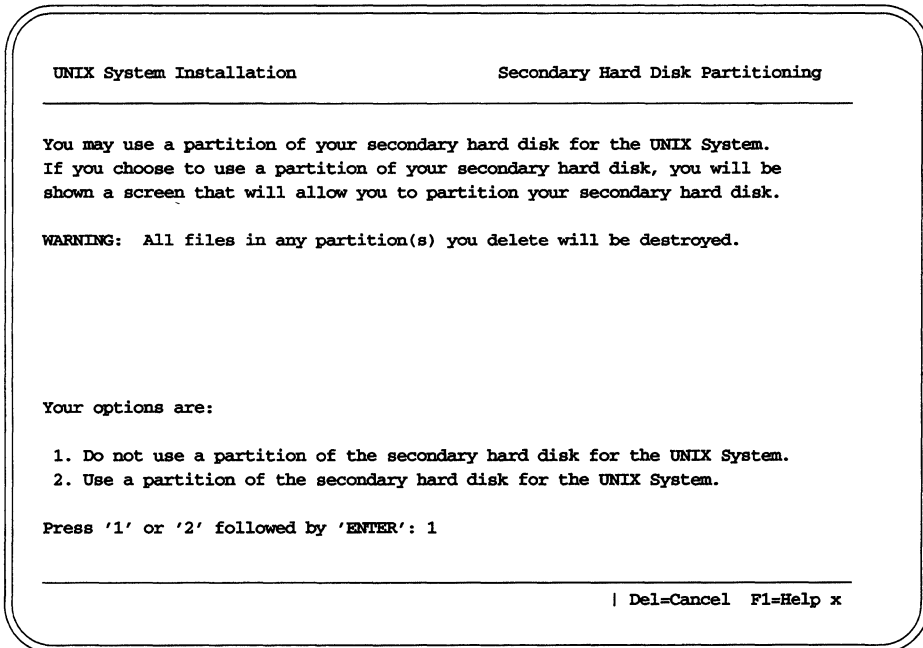 UNIX System Installation Secondary Hard Disk Partitioning
You may use a partition of your secondary hard disk for the UNIX System.
If you choose to use a partition of your secondary hard disk, you will be
shown a screen that will allow you to partition your secondary hard disk.
WARNING: All files in any partition(s) you delete will be destroyed.
Your options are:
1. Do not use a partition of the secondary hard disk for the UNIX System.
2. Use a partition of the secondary hard disk for the UNIX System.
Press '1' or '2' followed by 'ENTER': 1
| Del=Cancel F1=Help x